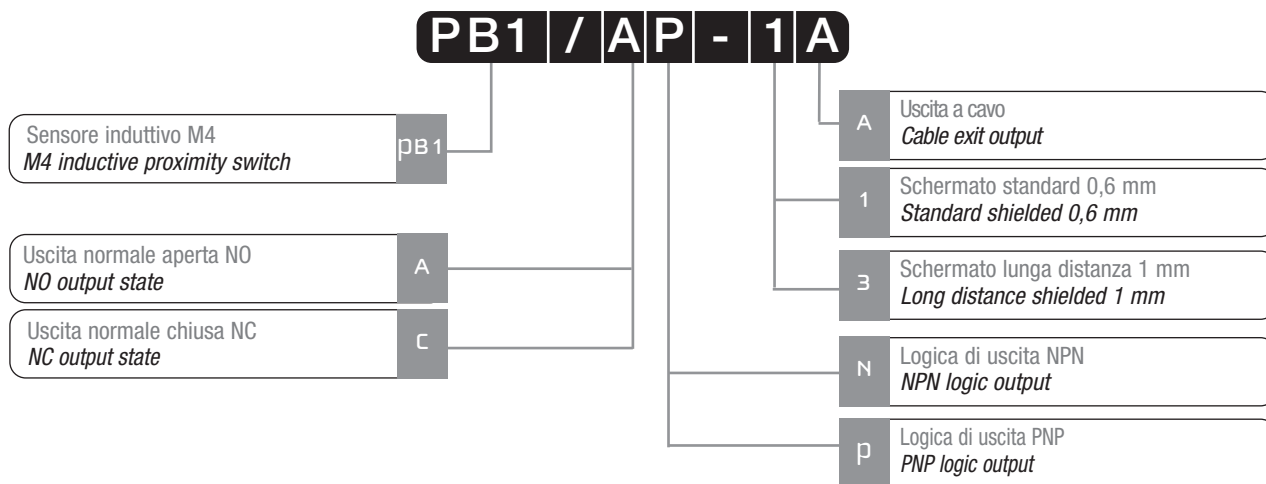 PB1 / A P - 1 A
Sensore induttivo M4
M4 inductive proximity switch
pB1
Uscita normale aperta NO
NO output state
A
Uscita normale chiusa NC
NC output state
C
A
Uscita a cavo
Cable exit output
1
Schermato standard 0,6 mm
Standard shielded 0,6 mm
3
Schermato lunga distanza 1 mm
Long distance shielded 1 mm
N
Logica di uscita NPN
NPN logic output
p
Logica di uscita PNP
PNP logic output